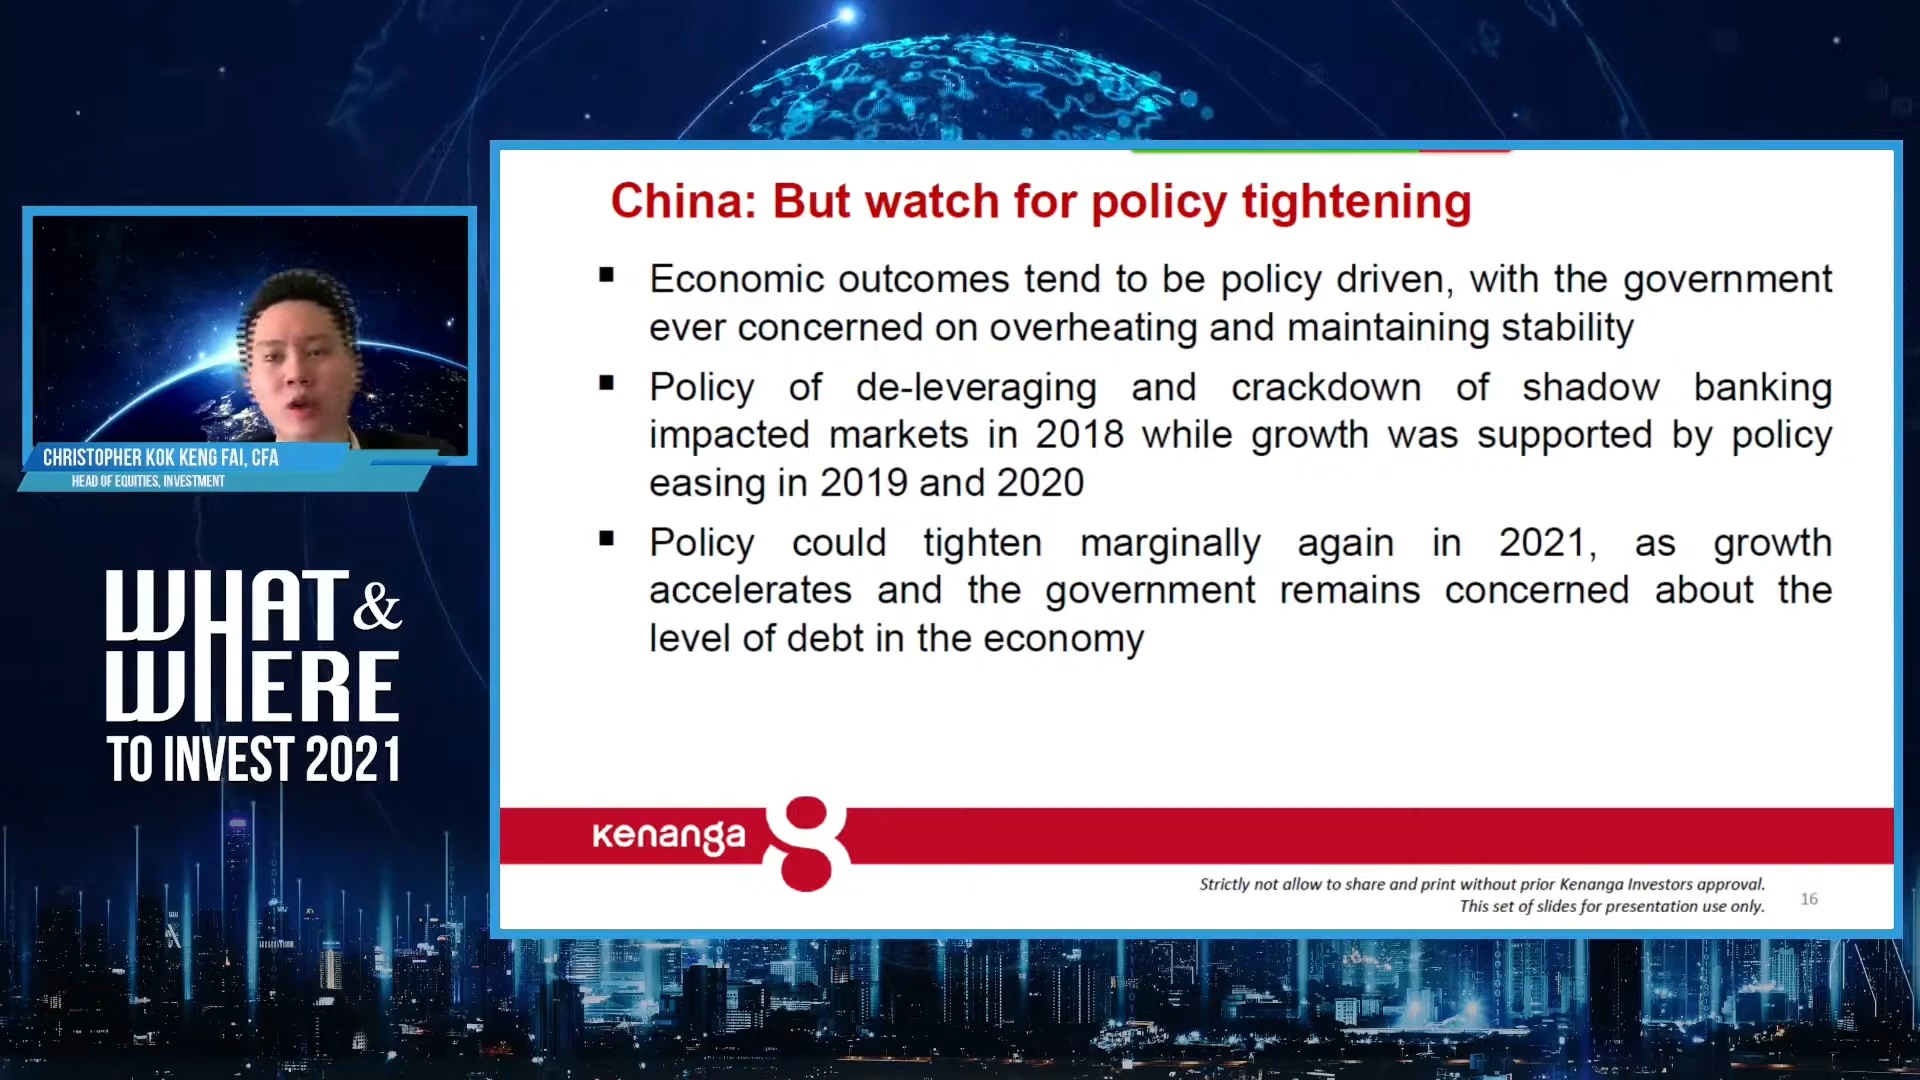 CHRISTOPHER KOK KENG FAI, CFA
HEAD OF EQUITIES, INVESTMENT
WHAT &
WHERE
TO INVEST 2021
China: But watch for policy tightening
Economic outcomes tend to be policy driven, with the government
ever concerned on overheating and maintaining stability
Policy of de-leveraging and crackdown of shadow banking
impacted markets in 2018 while growth was supported by policy
easing in 2019 and 2020
Policy could tighten marginally again in 2021, as growth
accelerates and the government remains concerned about the
level of debt in the economy
kenanga
Strictly not allow to share and print without prior Kenanga Investors approval.
This set of slides for presentation use only.
16